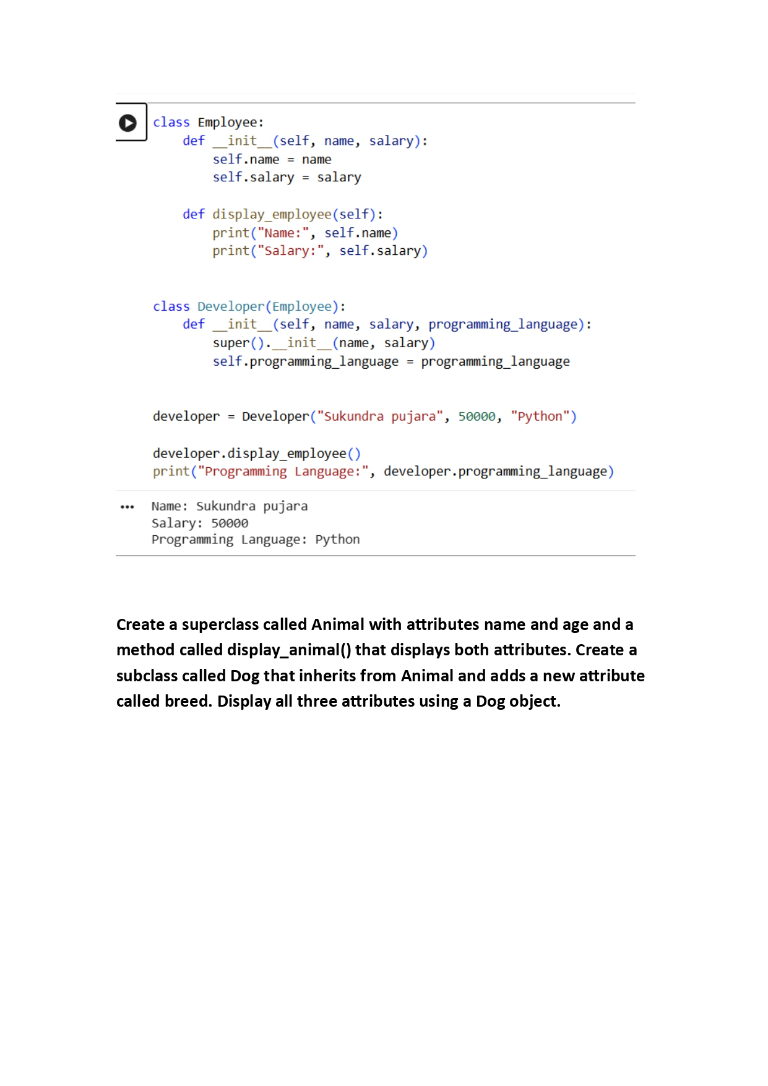 class Employee:
    def __init__(self, name, salary):
        self.name = name
        self.salary = salary
    def display_employee(self):
        print("Name:", self.name)
        print("Salary:", self.salary)
class Developer(Employee):
    def __init__(self, name, salary, programming_language):
        super().__init__(name, salary)
        self.programming_language = programming_language
developer = Developer("Sukundra pujara", 50000, "Python")
developer.display_employee()
print("Programming Language:", developer.programming_language)
••• Name: Sukundra pujara
Salary: 50000
Programming Language: Python
Create a superclass called Animal with attributes name and age and a
method called display_animal() that displays both attributes. Create a
subclass called Dog that inherits from Animal and adds a new attribute
called breed. Display all three attributes using a Dog object.